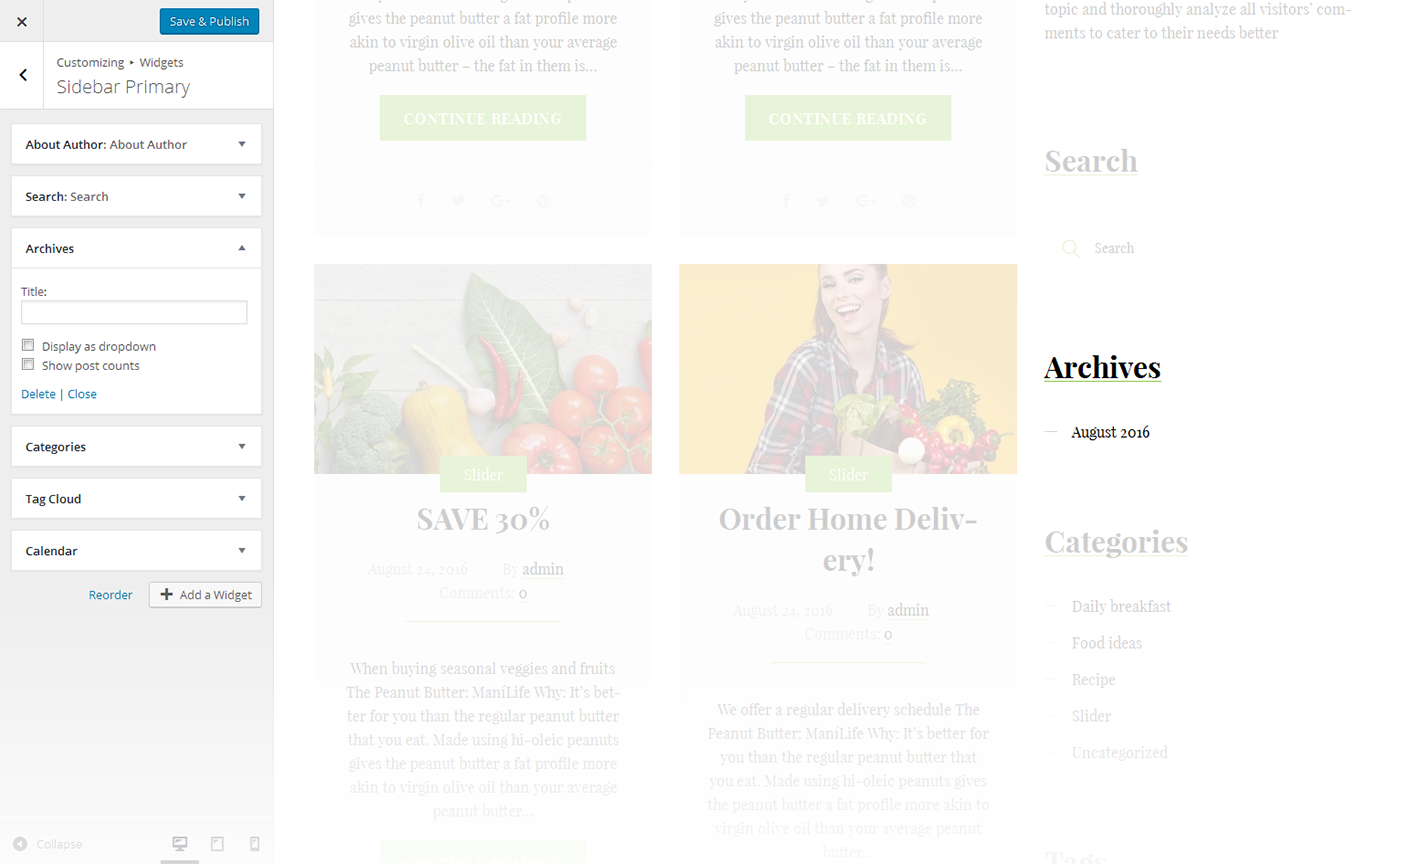 Save & Publish
Customizing ▸ Widgets
Sidebar Primary
About Author: About Author
Search: Search
Archives
Title:
Display as dropdown
Show post counts
Delete | Close
Categories
Tag Cloud
Calendar
Reorder
Add a Widget
Collapse
gives the peanut butter a fat profile more
akin to virgin olive oil than your average
peanut butter – the fat in them is...
CONTINUE READING
Slider
SAVE 30%
August 24, 2016
By admin
Comments: 0
When buying seasonal veggies and fruits
The Peanut Butter: ManiLife Why: It's bet-
ter for you than the regular peanut butter
that you eat. Made using hi-oleic peanuts
gives the peanut butter a fat profile more
akin to virgin olive oil than your average
peanut butter...
gives the peanut butter a fat profile more
akin to virgin olive oil than your average
peanut butter – the fat in them is...
CONTINUE READING
Slider
Order Home Deliv-
ery!
August 24, 2016
By admin
Comments: 0
We offer a regular delivery schedule The
Peanut Butter: ManiLife Why: It's better for
you than the regular peanut butter that
you eat. Made using hi-oleic peanuts gives
the peanut butter a fat profile more akin to
virgin olive oil than your average peanut
butter...
topic and thoroughly analyze all visitors' com-
ments to cater to their needs better
Search
Search
Archives
August 2016
Categories
Daily breakfast
Food ideas
Recipe
Slider
Uncategorized
Tags